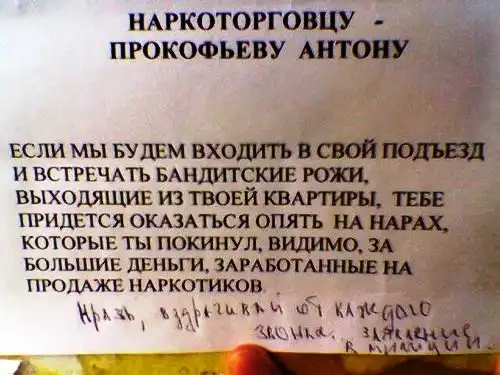 НАРКОТОРГОВЦУ -
ПРОКОФЬЕВУ АНТОНУ
ЕСЛИ МЫ БУДЕМ ВХОДИТЬ В СВОЙ ПОДЪЕЗД
И ВСТРЕЧАТЬ БАНДИТСКИЕ РОЖИ,
ВЫХОДЯЩИЕ ИЗ ТВОЕЙ КВАРТИРЫ, ТЕБЕ
ПРИДЕТСЯ ОКАЗАТЬСЯ ОПЯТЬ НА НАРАХ,
КОТОРЫЕ ТЫ ПОКИНУЛ, ВИДИМО, ЗА
БОЛЬШИЕ ДЕНЬГИ, ЗАРАБОТАННЫЕ НА
ПРОДАЖЕ НАРКОТИКОВ
Мразь, вздрагивай от каждого
звонка. Заявление
в милиции.